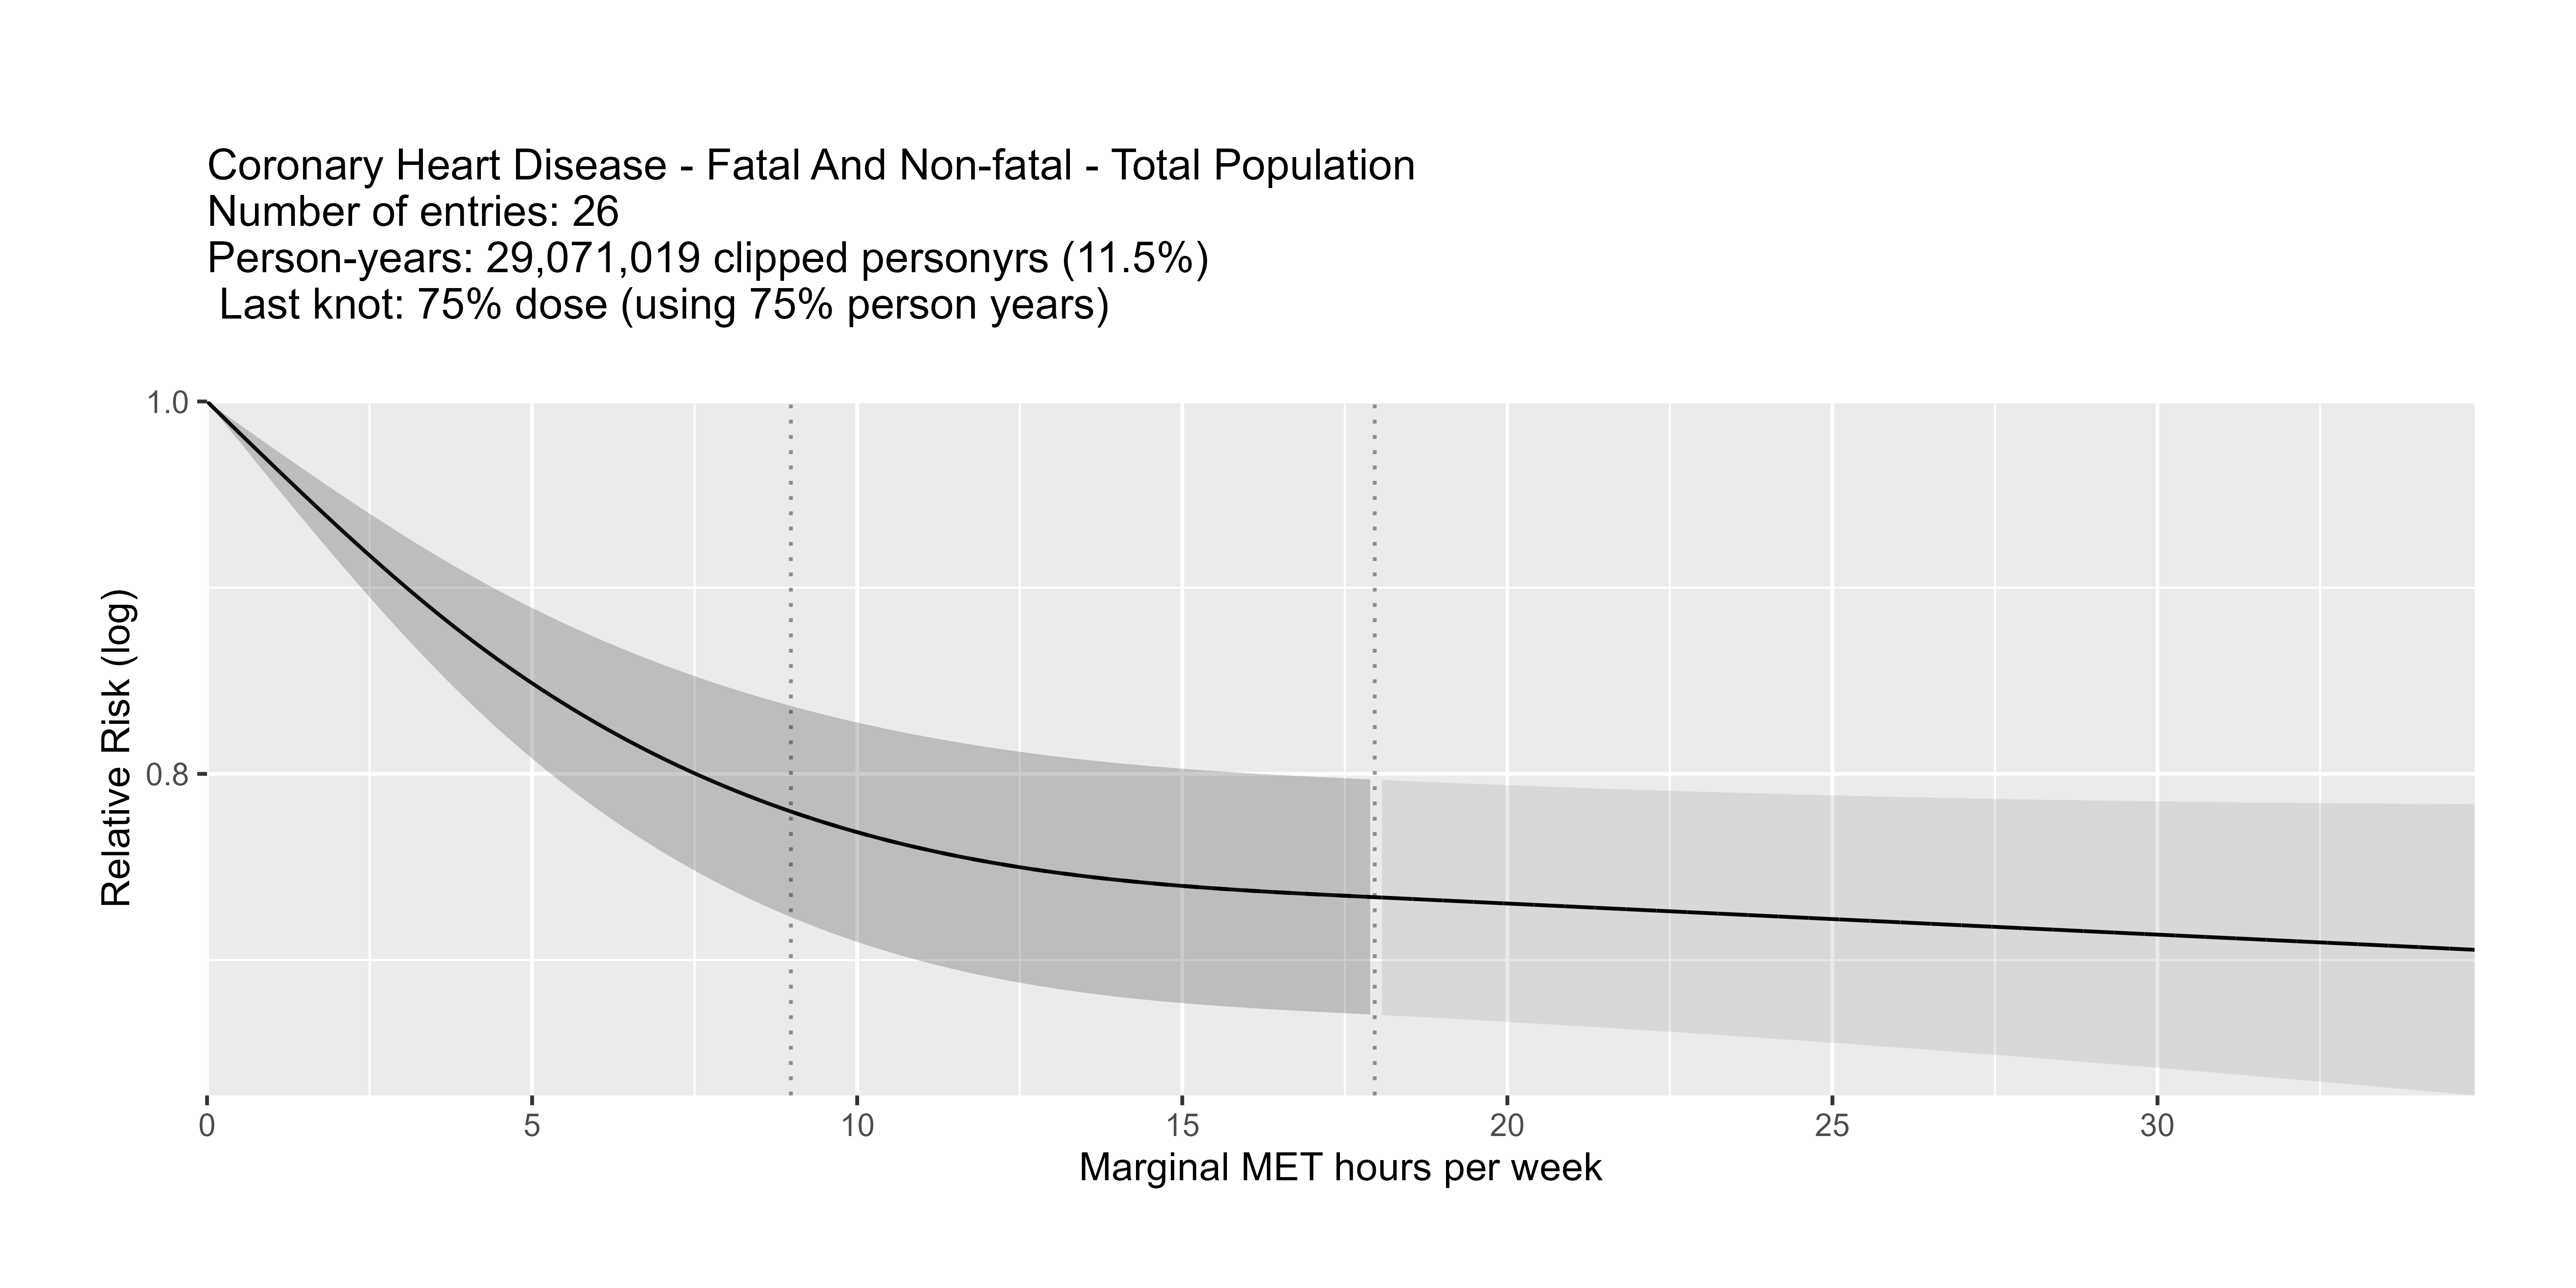 Coronary Heart Disease - Fatal And Non-fatal - Total Population
Number of entries: 26
Person-years: 29,071,019 clipped personyrs (11.5%)
Last knot: 75% dose (using 75% person years)
1.0
0.8
Relative Risk (log)
0 5 10 15 20 25 30
Marginal MET hours per week